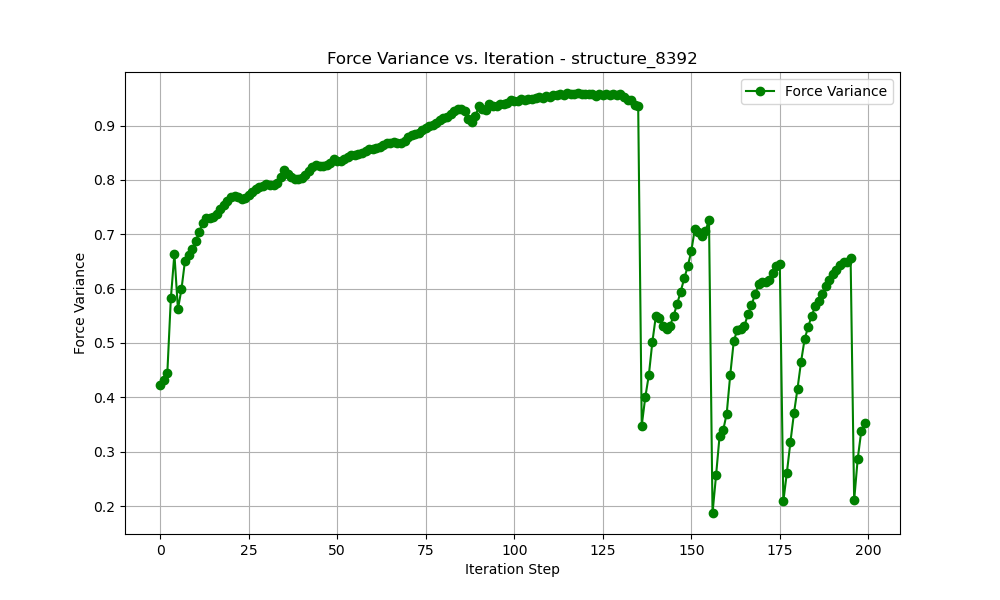 Force Variance vs. Iteration - structure_8392
Force Variance
0.9
0.8
0.7
0.6
0.5
0.4
0.3
0.2
Force Variance
0 25 50 75 100 125 150 175 200
Iteration Step